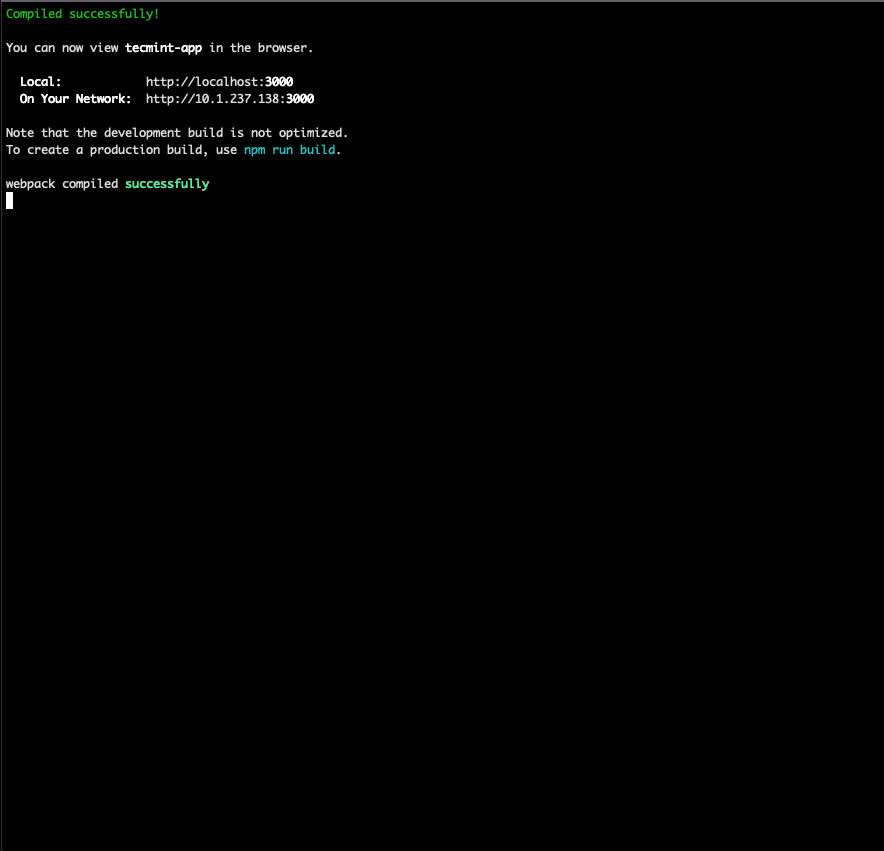 Compiled successfully!
You can now view tecmint-app in the browser.
Local: http://localhost:3000
On Your Network: http://10.1.237.138:3000
Note that the development build is not optimized.
To create a production build, use npm run build.
webpack compiled successfully